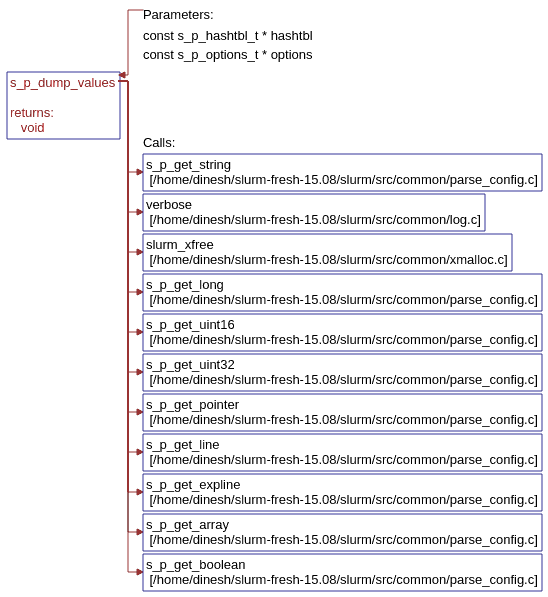 Parameters:
const s_p_hashtbl_t * hashtbl
const s_p_options_t * options
s_p_dump_values
returns:
void
Calls:
s_p_get_string
[/home/dinesh/slurm-fresh-15.08/slurm/src/common/parse_config.c]
verbose
[/home/dinesh/slurm-fresh-15.08/slurm/src/common/log.c]
slurm_xfree
[/home/dinesh/slurm-fresh-15.08/slurm/src/common/xmalloc.c]
s_p_get_long
[/home/dinesh/slurm-fresh-15.08/slurm/src/common/parse_config.c]
s_p_get_uint16
[/home/dinesh/slurm-fresh-15.08/slurm/src/common/parse_config.c]
s_p_get_uint32
[/home/dinesh/slurm-fresh-15.08/slurm/src/common/parse_config.c]
s_p_get_pointer
[/home/dinesh/slurm-fresh-15.08/slurm/src/common/parse_config.c]
s_p_get_line
[/home/dinesh/slurm-fresh-15.08/slurm/src/common/parse_config.c]
s_p_get_expline
[/home/dinesh/slurm-fresh-15.08/slurm/src/common/parse_config.c]
s_p_get_array
[/home/dinesh/slurm-fresh-15.08/slurm/src/common/parse_config.c]
s_p_get_boolean
[/home/dinesh/slurm-fresh-15.08/slurm/src/common/parse_config.c]